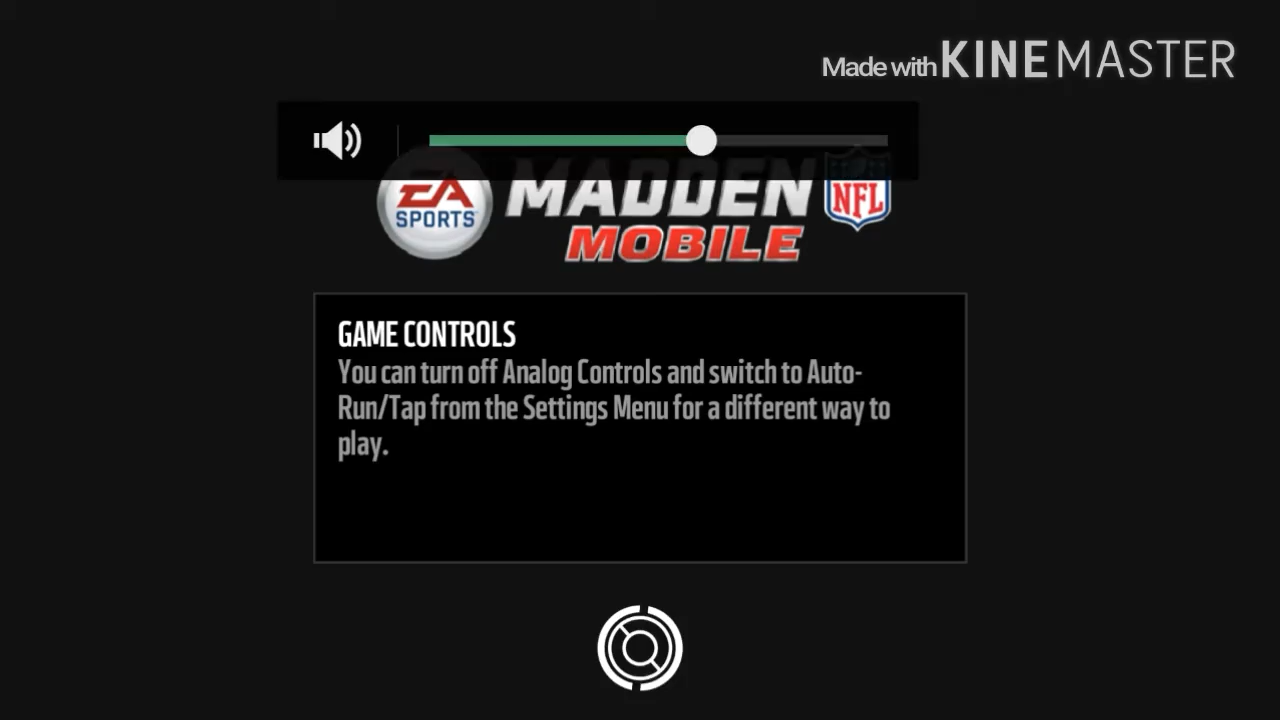 Made with KINEMASTER
EA SPORTS MADDEN NFL
MOBILE
GAME CONTROLS
You can turn off Analog Controls and switch to Auto-
Run/Tap from the Settings Menu for a different way to
play.